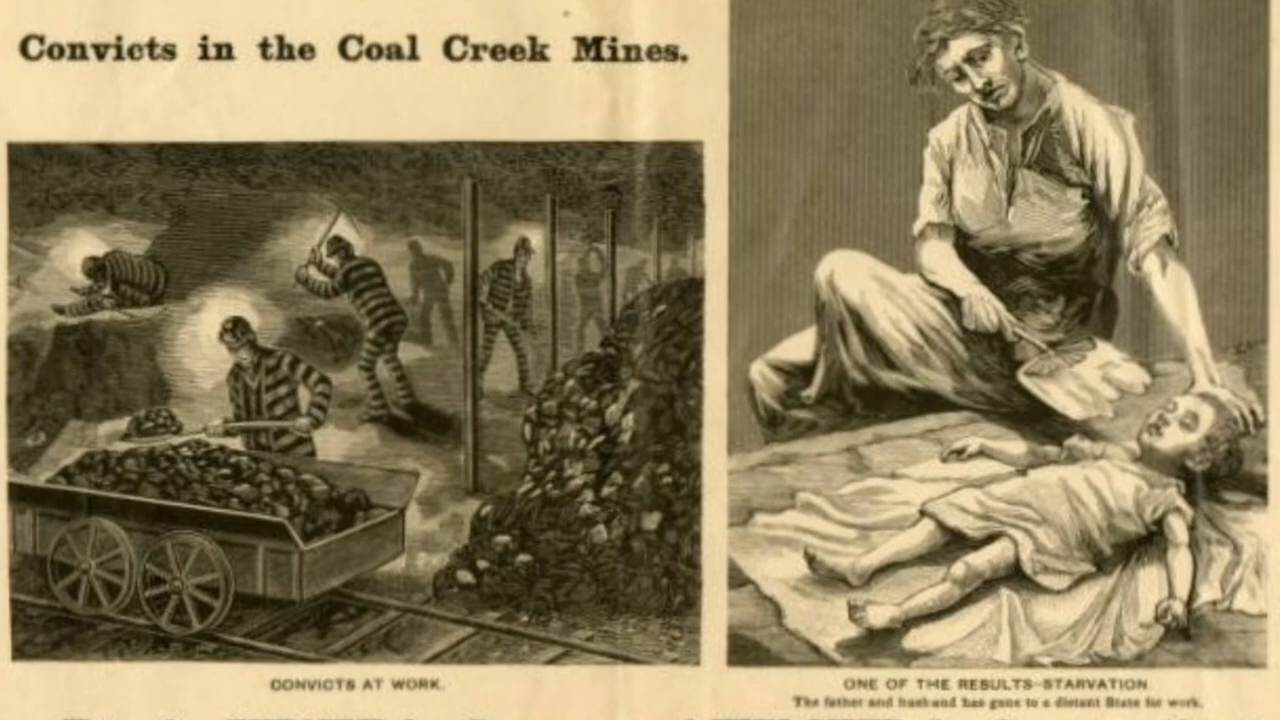 Convicts in the Coal Creek Mines.
CONVICTS AT WORK.
ONE OF THE RESULTS—STARVATION
The father and husband has gone to a distant State for work.